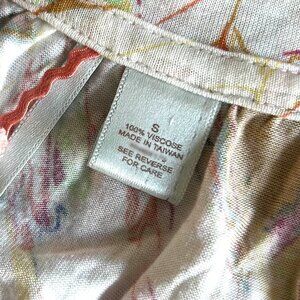 S
100% VISCOSE
MADE IN TAIWAN
SEE REVERSE
FOR CARE